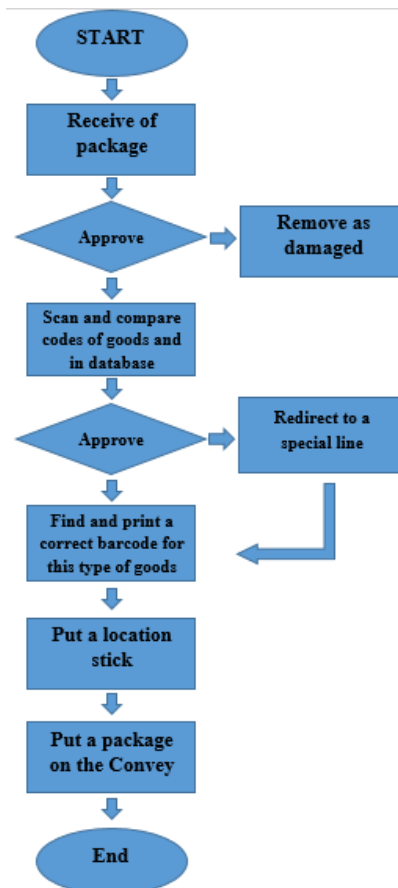 START
Receive of
package
Approve
Remove as
damaged
Scan and compare
codes of goods and
in database
Approve
Redirect to a
special line
Find and print a
correct barcode for
this type of goods
Put a location
stick
Put a package
on the Convey
End